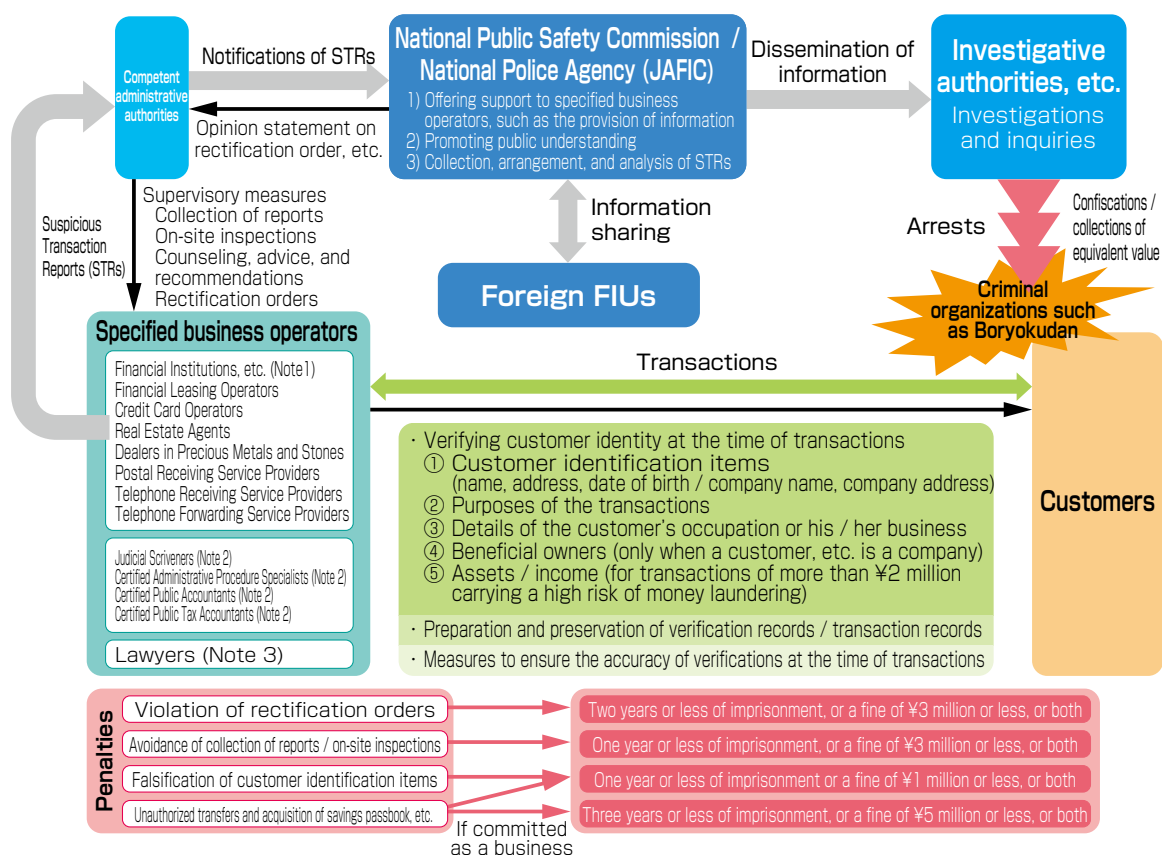 Competent
administrative
authorities
Notifications of STRs
Opinion statement on
rectification order, etc.
National Public Safety Commission /
National Police Agency (JAFIC)
1) Offering support to specified business
operators, such as the provision of information
2) Promoting public understanding
3) Collection, arrangement, and analysis of STRs
Dissemination of
information
Investigative
authorities, etc.
Investigations
and inquiries
Suspicious
Transaction
Reports (STRs)
Supervisory measures
Collection of reports
On-site inspections
Counseling, advice, and
recommendations
Rectification orders
Information
sharing
Foreign FIUs
Arrests
Confiscations /
collections of
equivalent value
Criminal
organizations such
as Boryokudan
Specified business operators
Financial Institutions, etc. (Note1)
Financial Leasing Operators
Credit Card Operators
Real Estate Agents
Dealers in Precious Metals and Stones
Postal Receiving Service Providers
Telephone Receiving Service Providers
Telephone Forwarding Service Providers
Judicial Scriveners (Note 2)
Certified Administrative Procedure Specialists (Note 2)
Certified Public Accountants (Note 2)
Certified Public Tax Accountants (Note 2)
Lawyers (Note 3)
Transactions
・Verifying customer identity at the time of transactions
① Customer identification items
(name, address, date of birth / company name, company address)
② Purposes of the transactions
③ Details of the customer's occupation or his / her business
④ Beneficial owners (only when a customer, etc. is a company)
⑤ Assets / income (for transactions of more than ¥2 million
carrying a high risk of money laundering)
・Preparation and preservation of verification records / transaction records
・Measures to ensure the accuracy of verifications at the time of transactions
Customers
Penalties
Violation of rectification orders
Two years or less of imprisonment, or a fine of ¥3 million or less, or both
Avoidance of collection of reports / on-site inspections
One year or less of imprisonment, or a fine of ¥3 million or less, or both
Falsification of customer identification items
One year or less of imprisonment or a fine of ¥1 million or less, or both
Unauthorized transfers and acquisition of savings passbook, etc.
Three years or less of imprisonment, or a fine of ¥5 million or less, or both
If committed
as a business